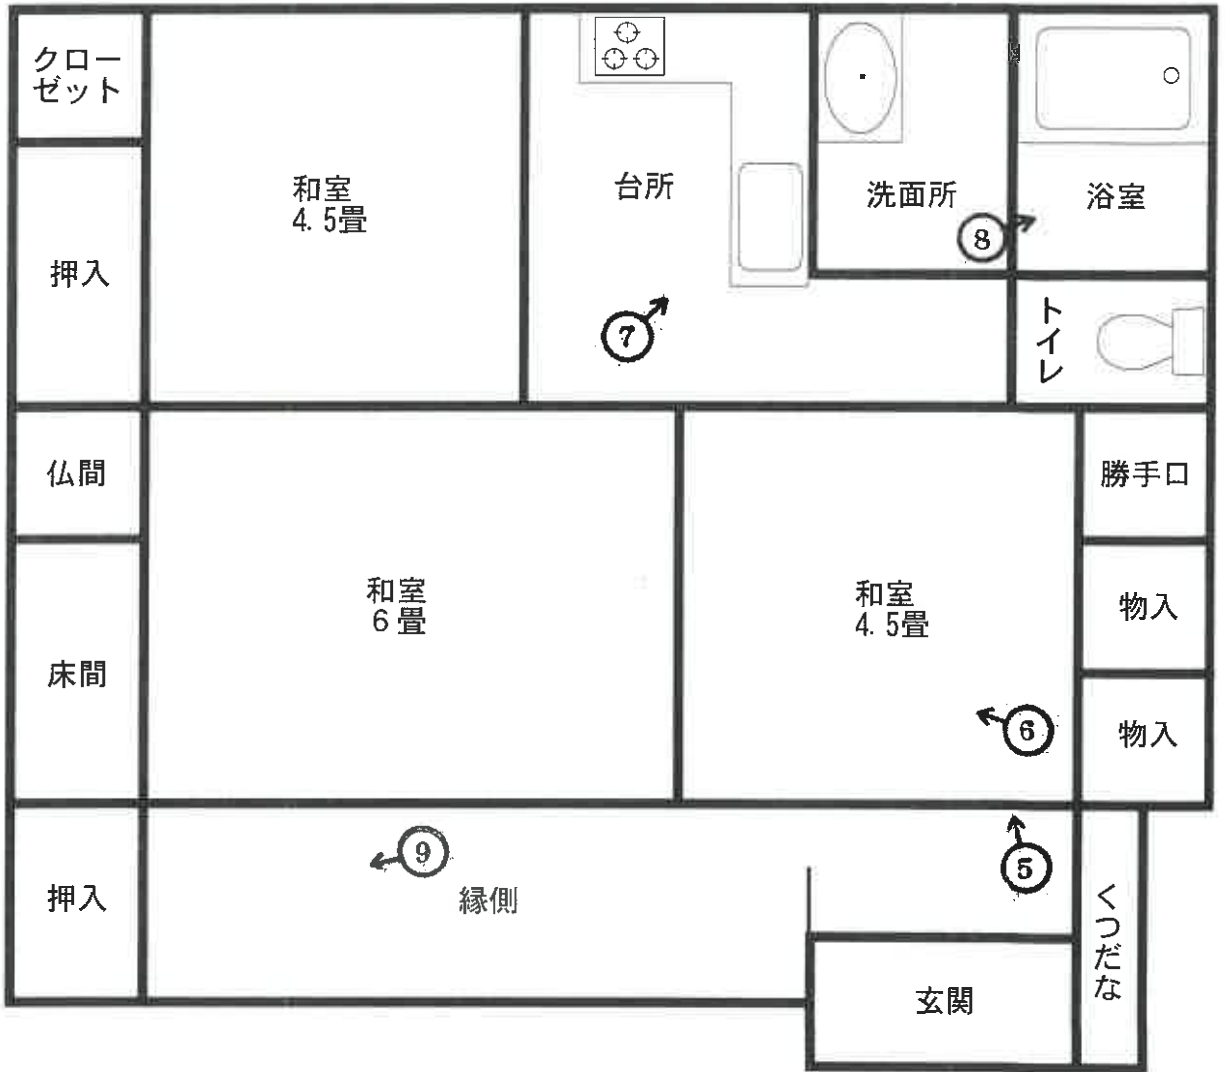 クロー
ゼット
和室
4.5畳
台所
洗面所
浴室
押入
⑧
⑦
トイレ
仏間
勝手口
和室
6畳
和室
4.5畳
物入
床間
⑥
物入
⑨
⑤
押入
縁側
くつだな
玄関